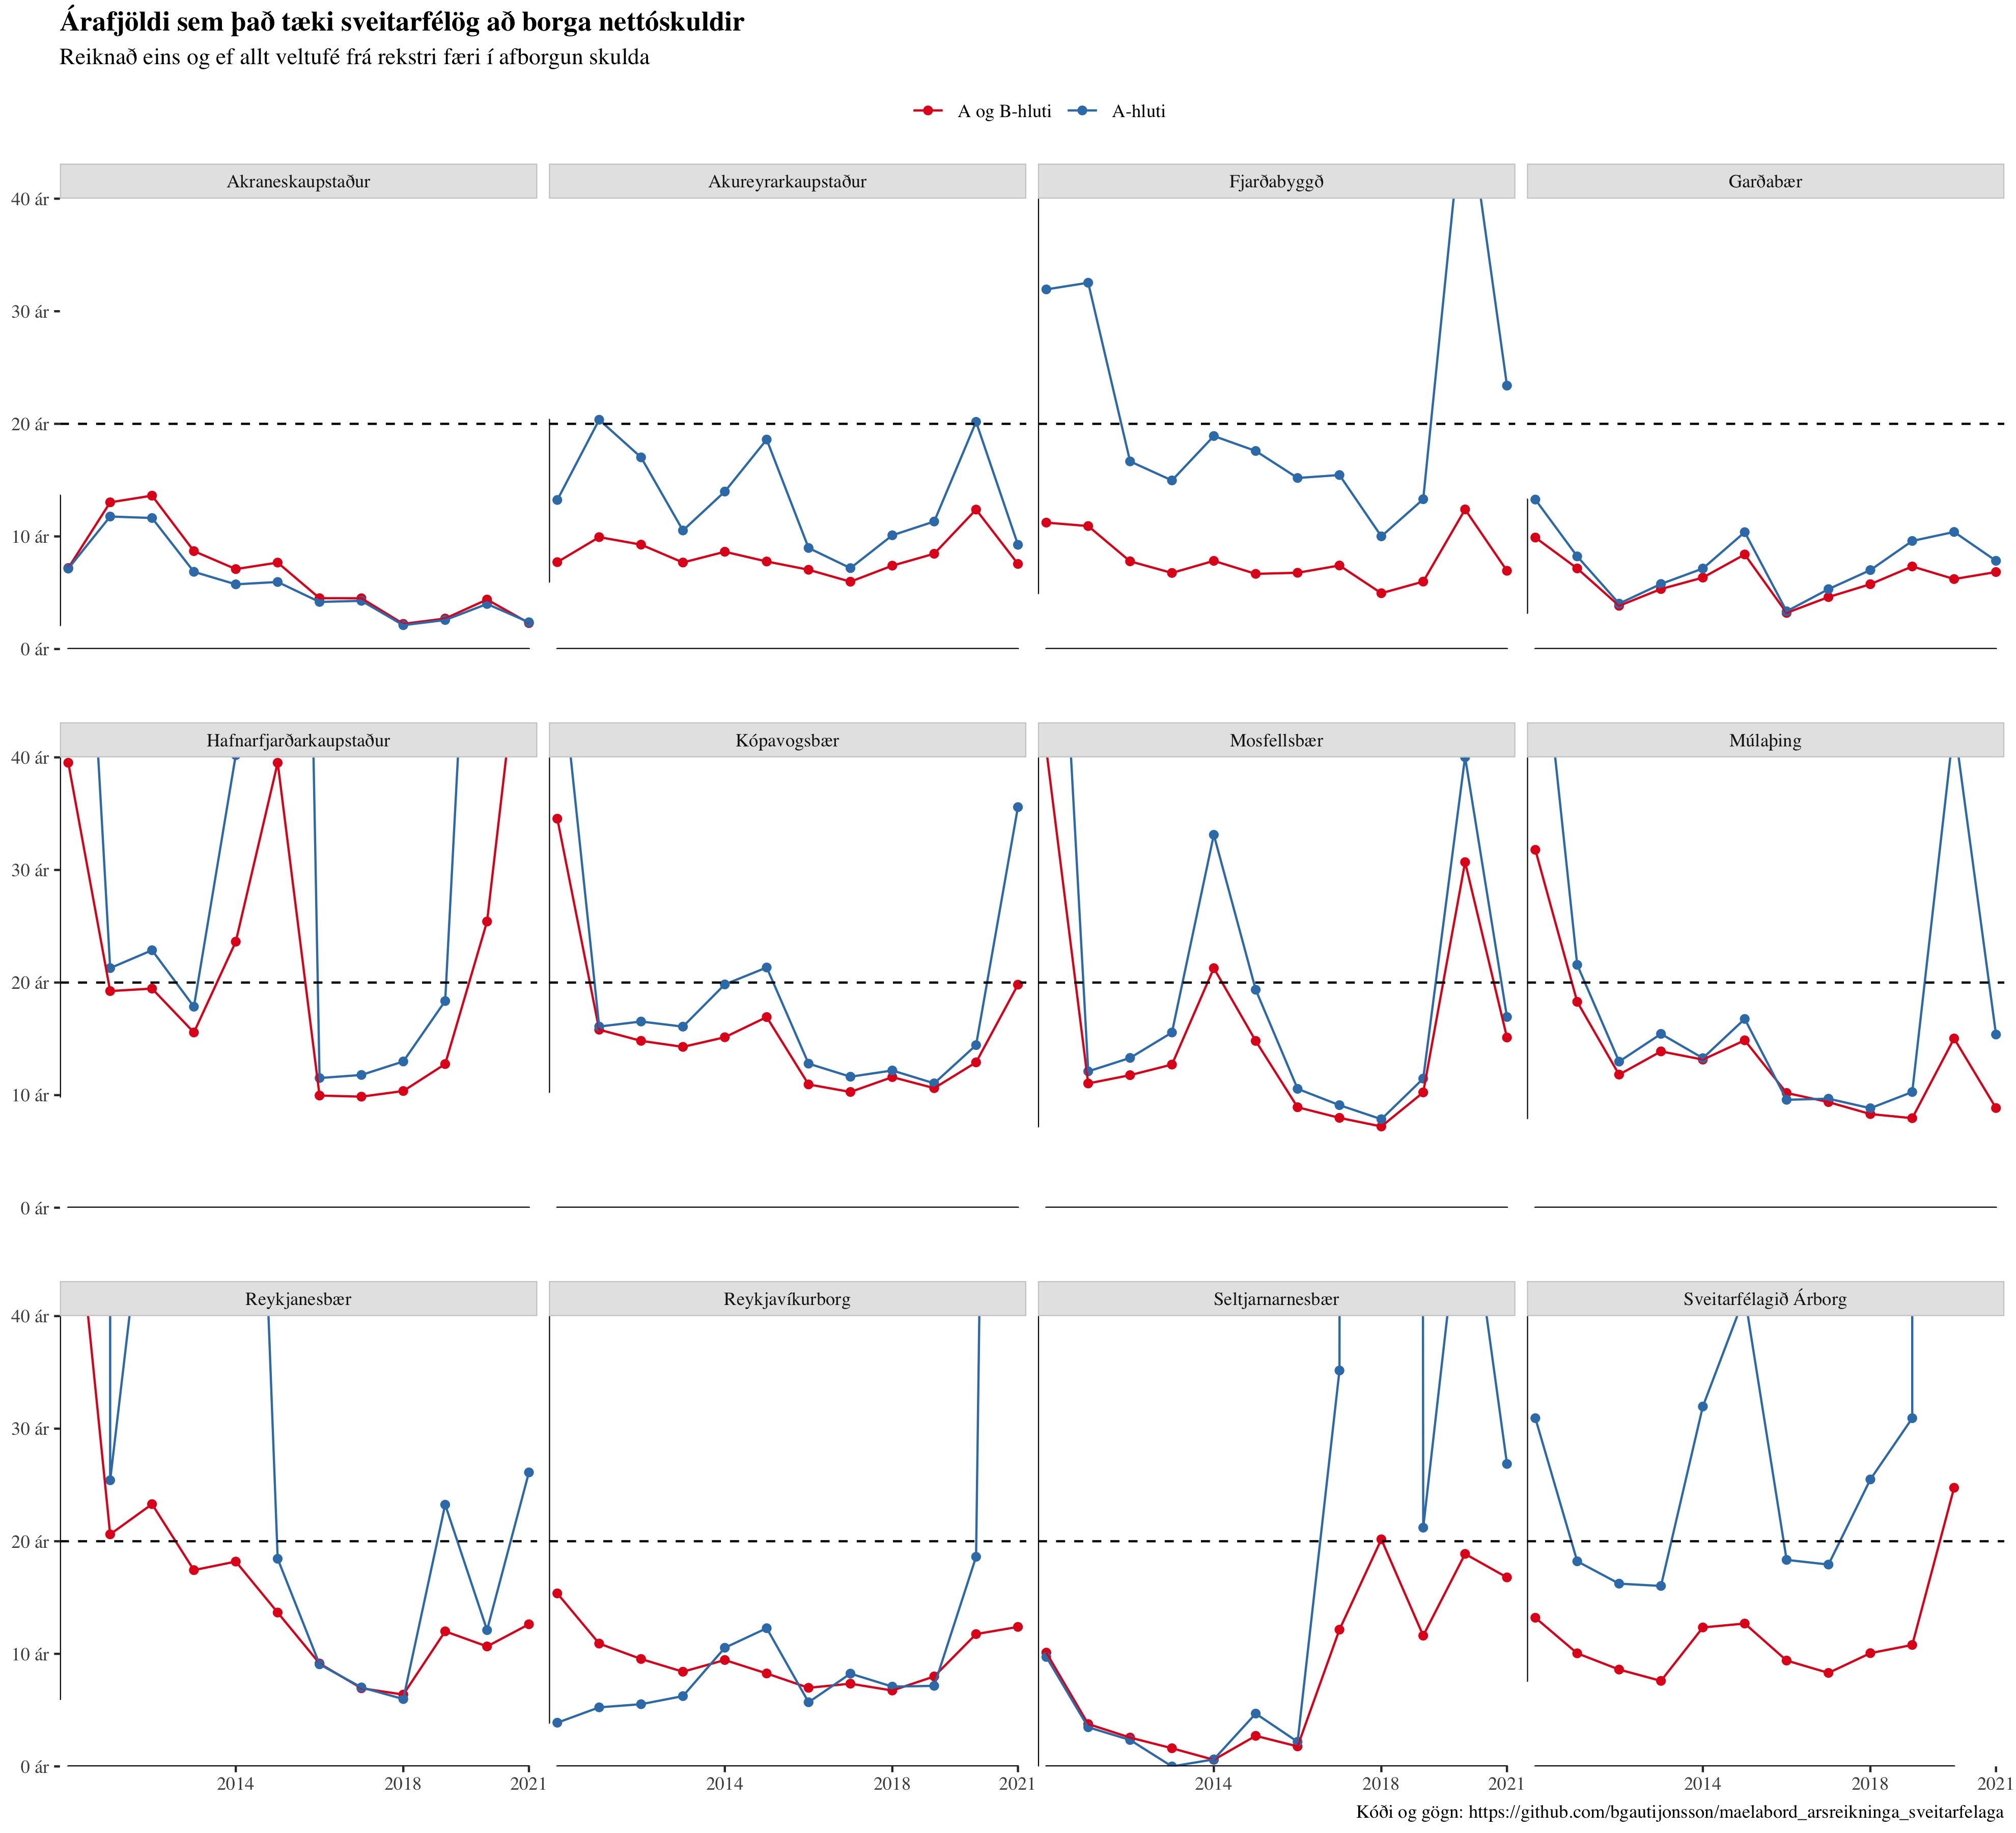 Árafjöldi sem það tæki sveitarfélög að borga nettóskuldir
Reiknað eins og ef allt veltufé frá rekstri færi í afborgun skulda
A og B-hluti A-hluti
Akraneskaupstaður Akureyrarkaupstaður Fjarðabyggð Garðabær
40 ár
30 ár
20 ár
10 ár
0 ár
Hafnarfjarðarkaupstaður Kópavogsbær Mosfellsbær Múlaþing
40 ár
30 ár
20 ár
10 ár
0 ár
Reykjanesbær Reykjavíkurborg Seltjarnarnesbær Sveitarfélagið Árborg
40 ár
30 ár
20 ár
10 ár
0 ár
2014 2018 2021 2014 2018 2021 2014 2018 2021 2014 2018 2021
Kóði og gögn: https://github.com/bgautijonsson/maelabord_arsreikninga_sveitarfelaga